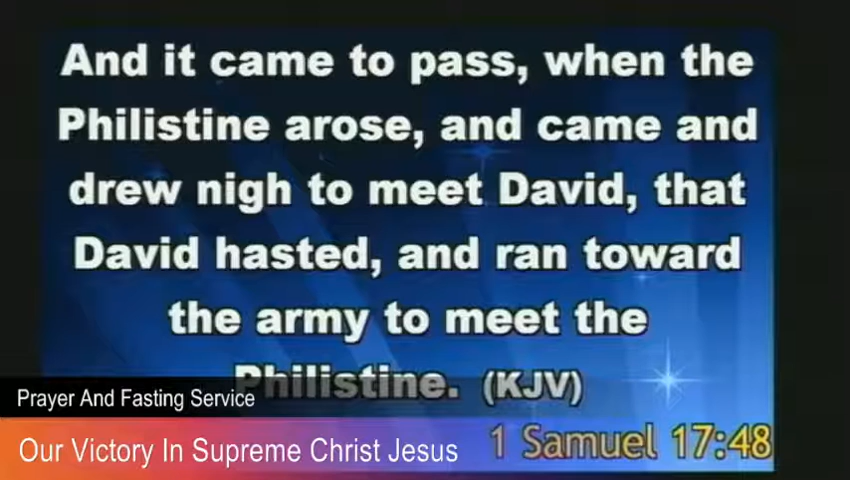 And it came to pass, when the
Philistine arose, and came and
drew nigh to meet David, that
David hasted, and ran toward
the army to meet the
Philistine. (KJV)
Prayer And Fasting Service
Our Victory In Supreme Christ Jesus
1 Samuel 17:48